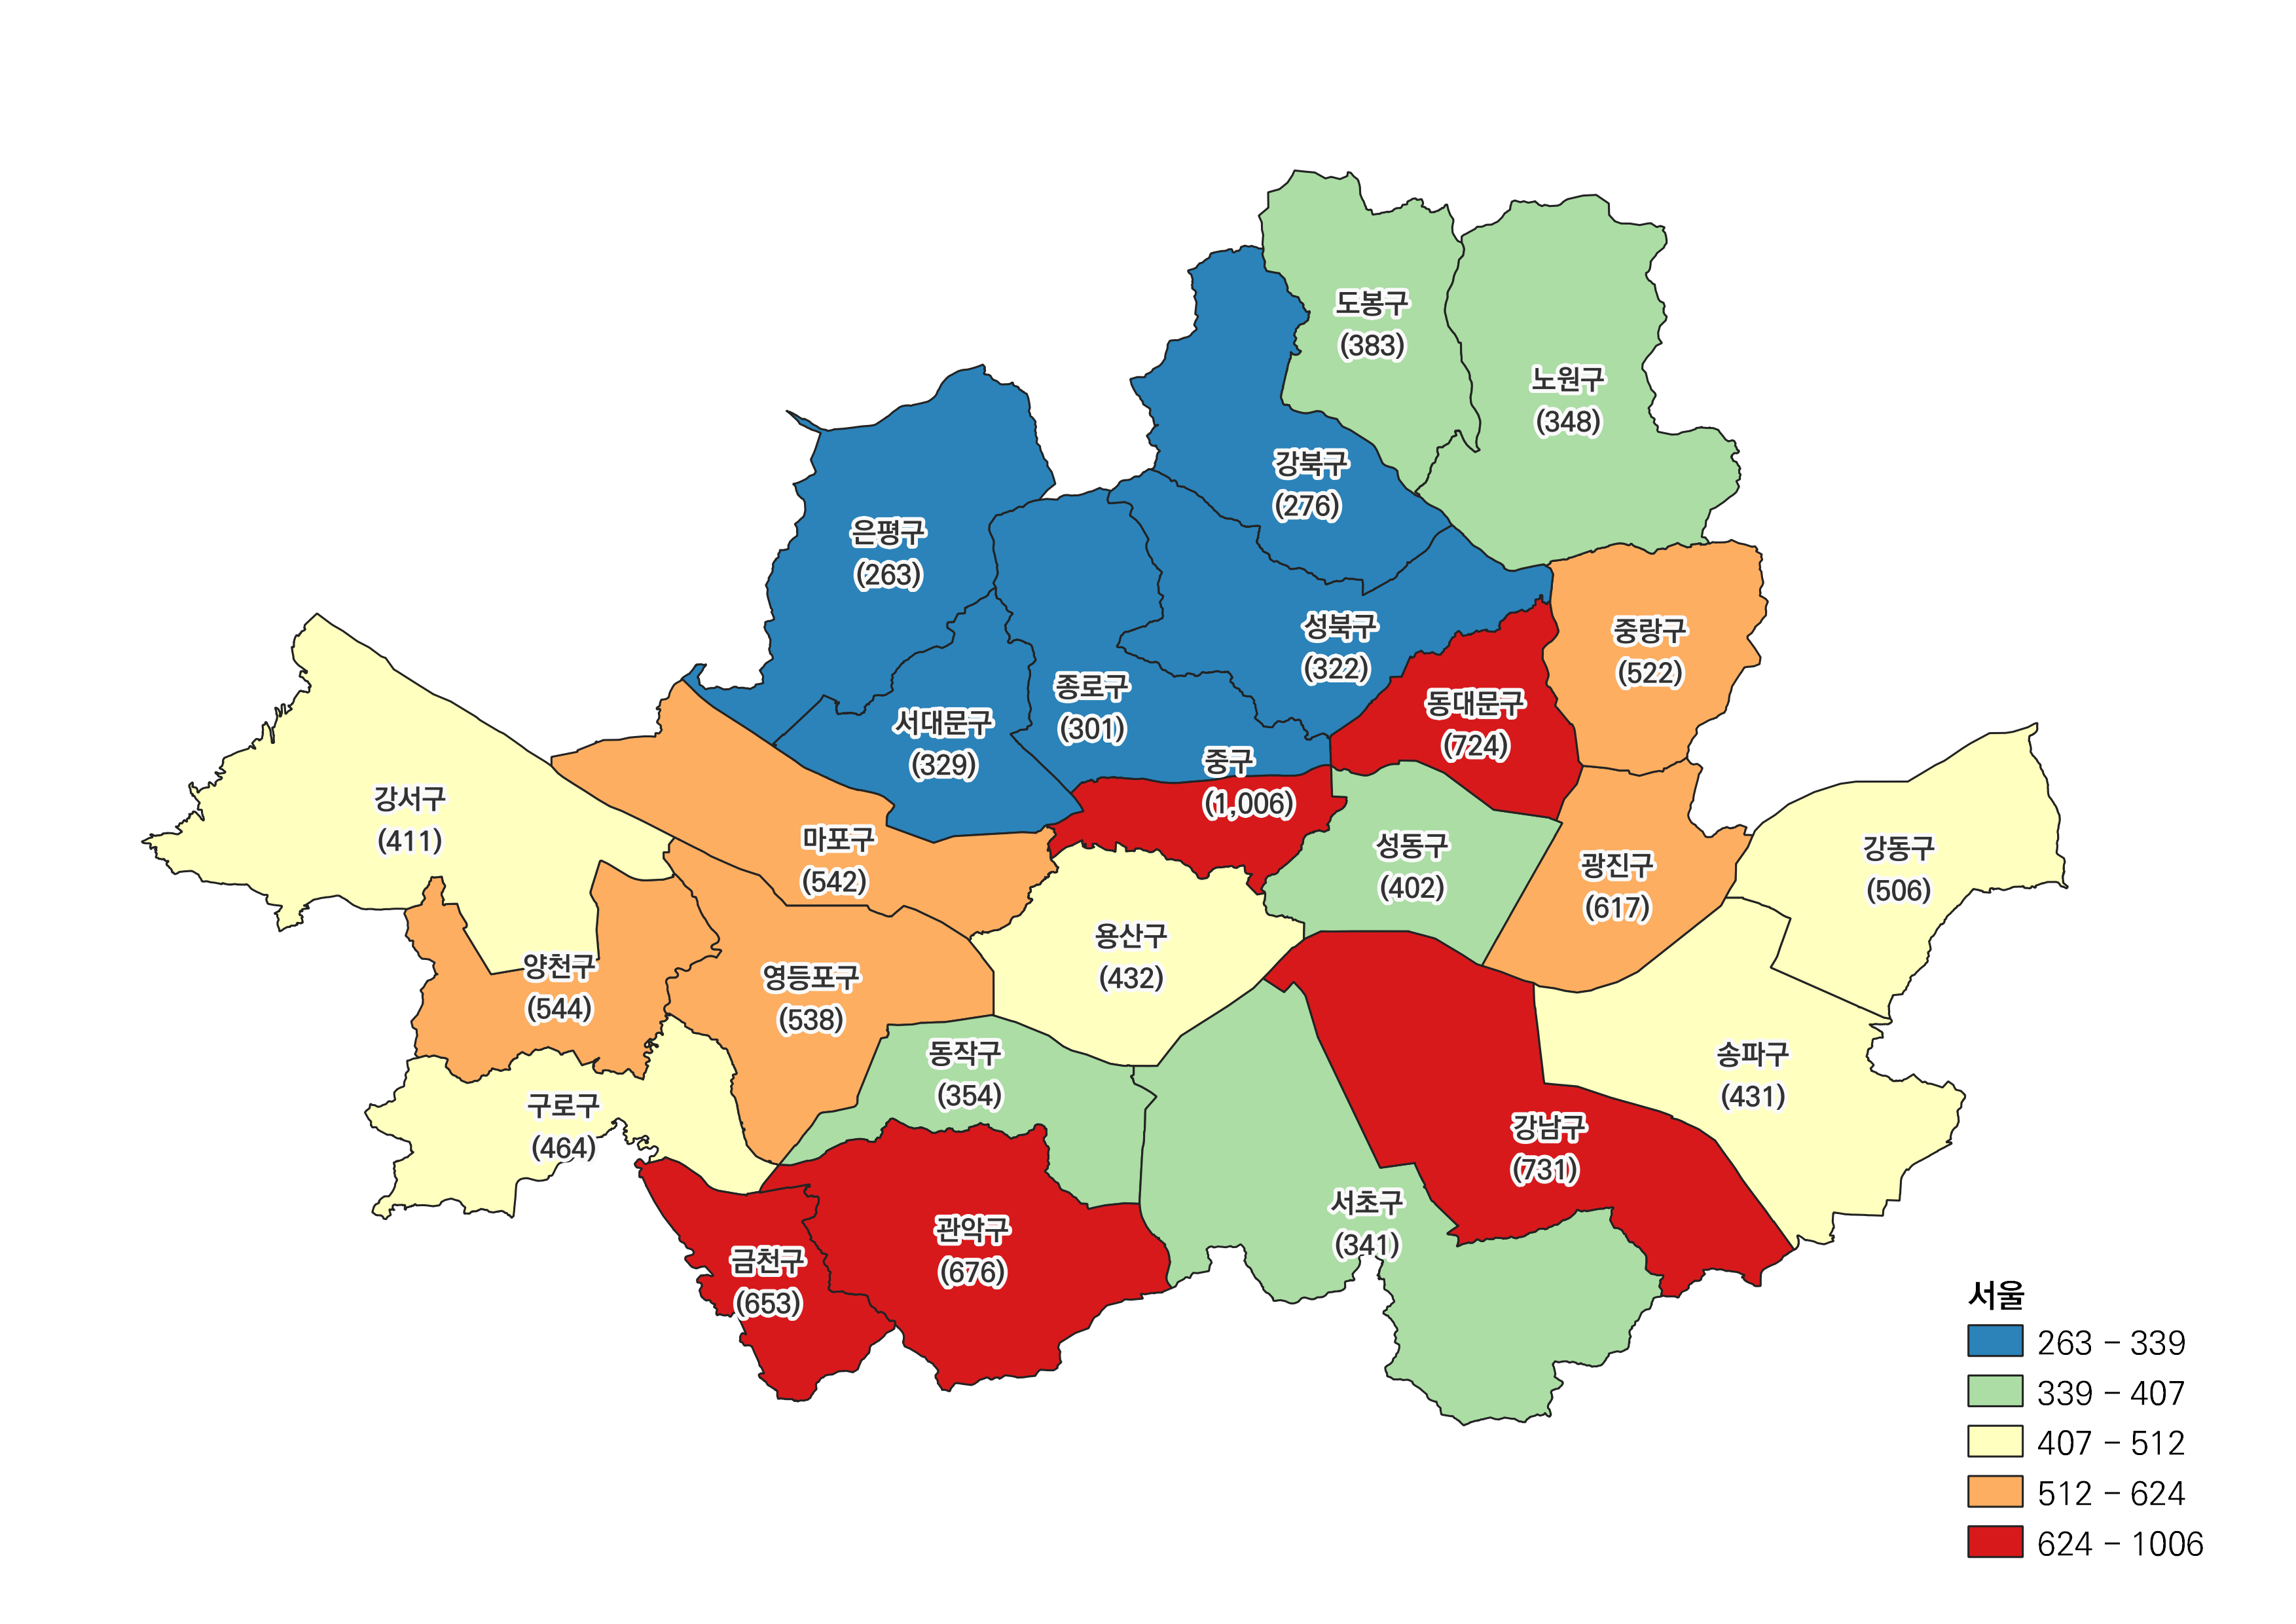 도봉구
(383)
노원구
(348)
강북구
(276)
은평구
(263)
성북구
(322)
중랑구
(522)
종로구
(301)
동대문구
(724)
서대문구
(329)
중구
(1,006)
강서구
(411)
마포구
(542)
성동구
(402)
광진구
(617)
강동구
(506)
용산구
(432)
양천구
(544)
영등포구
(538)
동작구
(354)
송파구
(431)
구로구
(464)
강남구
(731)
서초구
(341)
관악구
(676)
금천구
(653)
서울
263 – 339
339 – 407
407 – 512
512 – 624
624 – 1006